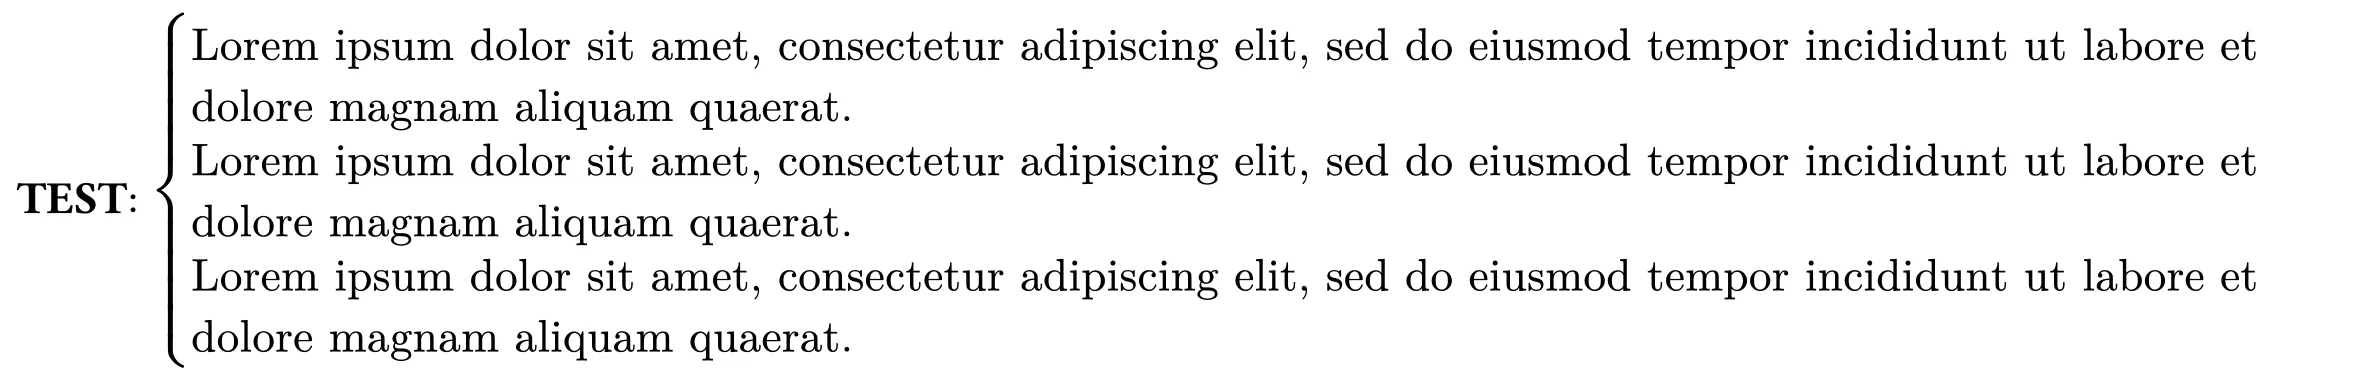 Lorem ipsum dolor sit amet, consectetur adipiscing elit, sed do eiusmod tempor incididunt ut labore et
dolore magnam aliquam quaerat.
Lorem ipsum dolor sit amet, consectetur adipiscing elit, sed do eiusmod tempor incididunt ut labore et
TEST:
dolore magnam aliquam quaerat.
Lorem ipsum dolor sit amet, consectetur adipiscing elit, sed do eiusmod tempor incididunt ut labore et
dolore magnam aliquam quaerat.